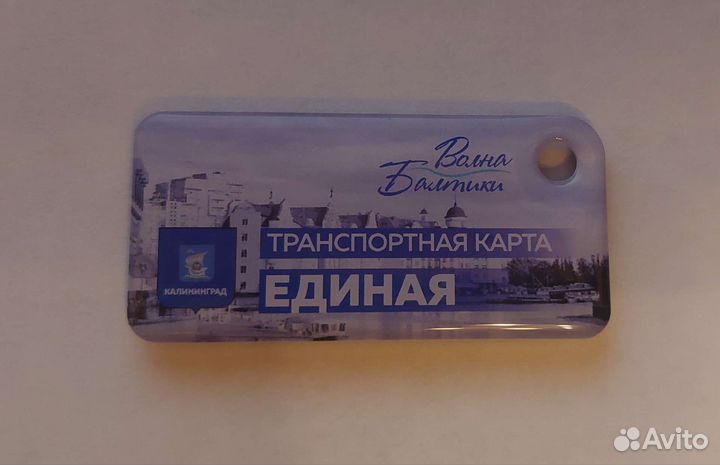 Волна
Балтики
ТРАНСПОРТНАЯ КАРТА
ЕДИНАЯ
КАЛИНИНГРАД
Avito